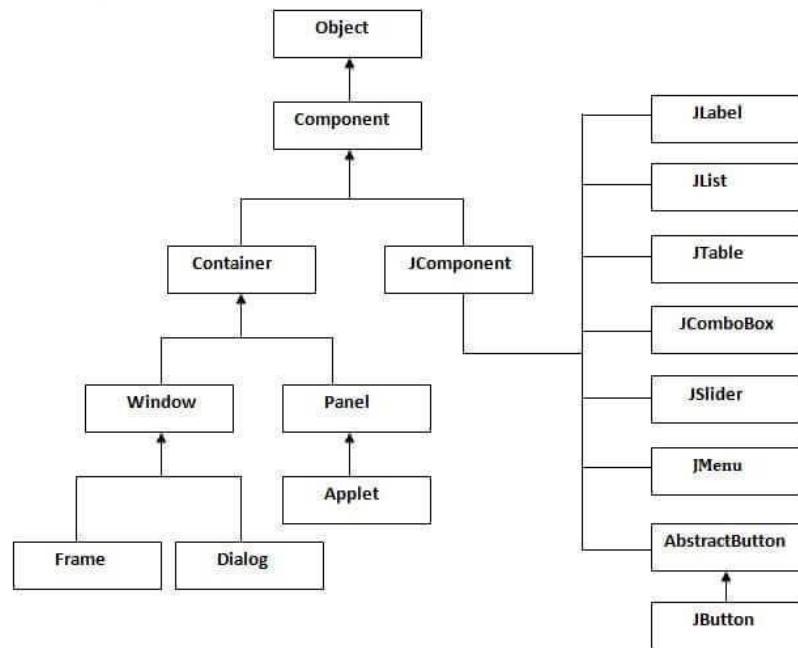 Object
Component
Container
JComponent
Window
Panel
Applet
Frame
Dialog
JLabel
JList
JTable
JComboBox
JSlider
JMenu
AbstractButton
JButton